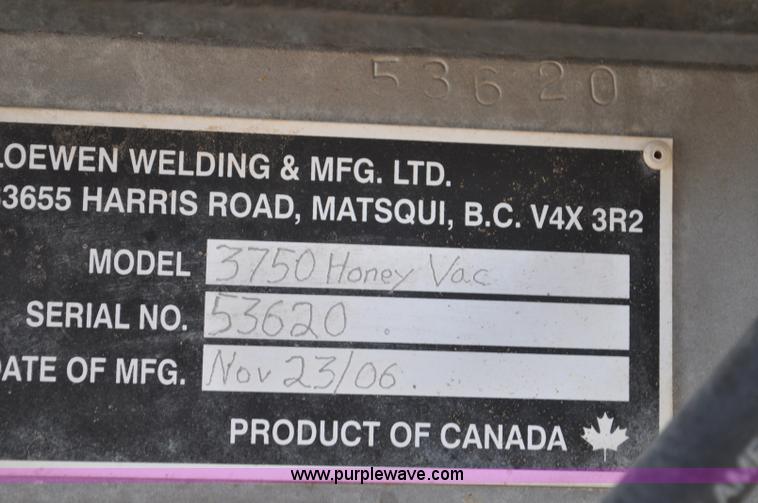 53620
LOEWEN WELDING & MFG. LTD.
3655 HARRIS ROAD, MATSQUI, B.C. V4X 3R2
MODEL 3750 Honey Vac
SERIAL NO. 53620
DATE OF MFG. Nov 23/06.
PRODUCT OF CANADA
www.purplewave.com